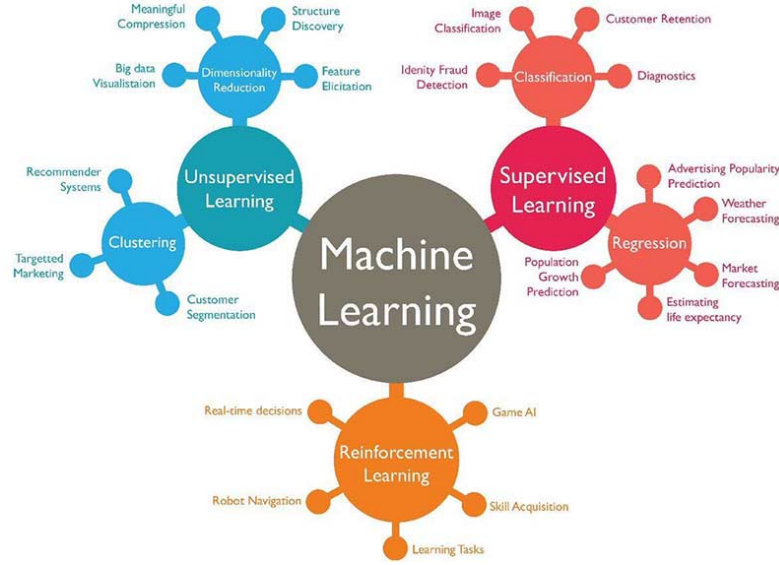 Meaningful
Compression
Structure
Discovery
Big data
Visualistaion
Dimensionality
Reduction
Feature
Elicitation
Unsupervised
Learning
Recommender
Systems
Clustering
Targetted
Marketing
Customer
Segmentation
Machine
Learning
Image
Classification
Customer Retention
Idenity Fraud
Detection
Classification
Diagnostics
Supervised
Learning
Advertising Popularity
Prediction
Weather
Forecasting
Regression
Population
Growth
Prediction
Market
Forecasting
Estimating
life expectancy
Real-time decisions
Game AI
Reinforcement
Learning
Robot Navigation
Skill Acquisition
Learning Tasks